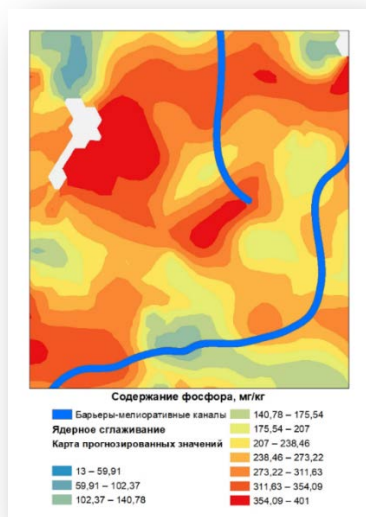 Содержание фосфора, мг/кг
Барьеры-мелиоративные каналы
Ядерное сглаживание
Карта прогнозированных значений
13 – 59,91
59,91 – 102,37
102,37 – 140,78
140,78 – 175,54
175,54 – 207
207 – 238,46
238,46 – 273,22
273,22 – 311,63
311,63 – 354,09
354,09 – 401